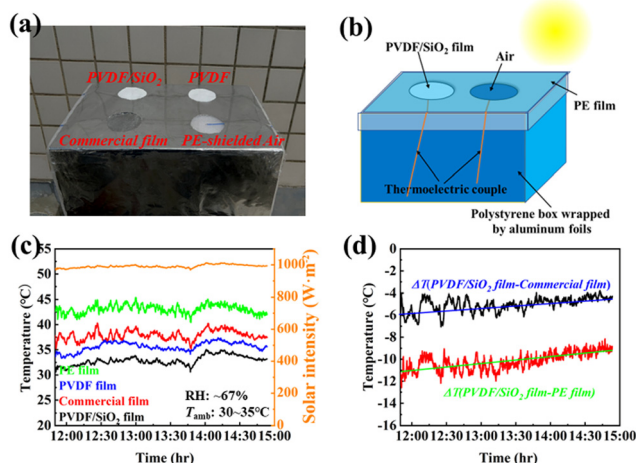 (a)
PVDF/SiO2 PVDF
Commercial film PE-shielded Air
(b)
PVDF/SiO2 film
Air
PE film
Thermoelectric couple
Polystyrene box wrapped
by aluminum foils
(c)
55
50
45
40
35
30
25
20
Temperature (°C)
1000
800
600
400
200
0
Solar intensity (W·m-2)
PE film
PVDF film
Commercial film
PVDF/SiO2 film
RH: ~67%
Tamb: 30~35°C
12:00 12:30 13:00 13:30 14:00 14:30 15:00
Time (hr)
(d)
0
-2
-4
-6
-8
-10
-12
-14
-16
Temperature (°C)
ΔT(PVDF/SiO2 film-Commercial film)
ΔT(PVDF/SiO2 film-PE film)
12:00 12:30 13:00 13:30 14:00 14:30 15:00
Time (hr)